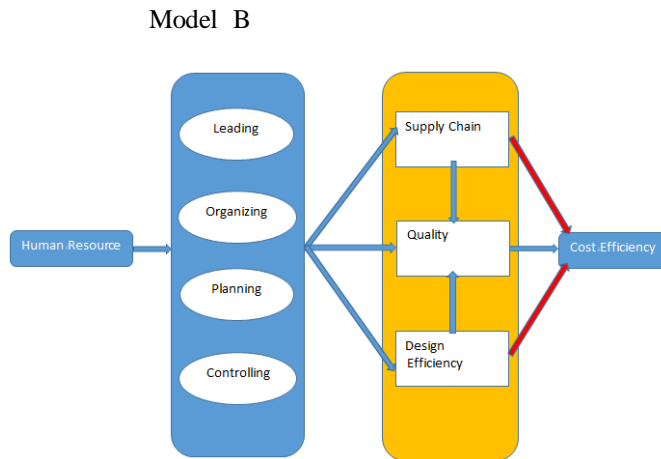 Model B
Leading
Supply Chain
Organizing
Quality
Human Resource
Cost Efficiency
Planning
Design
Efficiency
Controlling